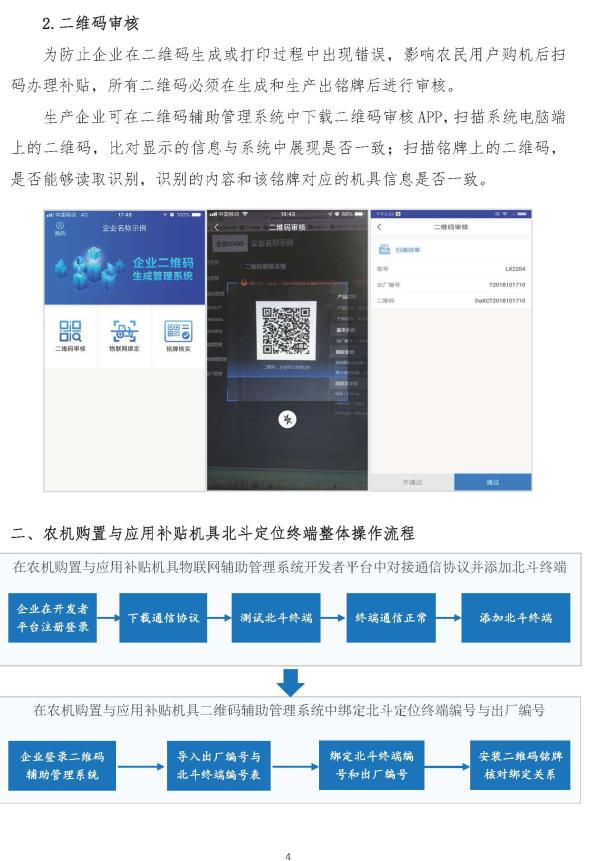 2.二维码审核
为防止企业在二维码生成或打印过程中出现错误，影响农民用户购机后扫
码办理补贴，所有二维码必须在生成和生产出铭牌后进行审核。
生产企业可在二维码辅助管理系统中下载二维码审核 APP，扫描系统电脑端
上的二维码，比对显示的信息与系统中展现是否一致；扫描铭牌上的二维码，
是否能够读取识别，识别的内容和该铭牌对应的机具信息是否一致。
中国移动 4G 17:48 100%
我的
企业名称示例
企业二维码
生成管理系统
二维码审核
物联网绑定
铭牌核实
中国移动 15:43 86%
二维码审核
企业LOGO 企业名称示例
二维码审核详情
二维码审核
扫描结果
型号 LX2204
出厂编号 T2018101710
二维码 DaXCT2018101710
不通过
通过
二、农机购置与应用补贴机具北斗定位终端整体操作流程
在农机购置与应用补贴机具物联网辅助管理系统开发者平台中对接通信协议并添加北斗终端
企业在开发者
平台注册登录
下载通信协议
测试北斗终端
终端通信正常
添加北斗终端
在农机购置与应用补贴机具二维码辅助管理系统中绑定北斗定位终端编号与出厂编号
企业登录二维码
辅助管理系统
导入出厂编号与
北斗终端编号表
绑定北斗终端编
号和出厂编号
安装二维码铭牌
核对绑定关系
4